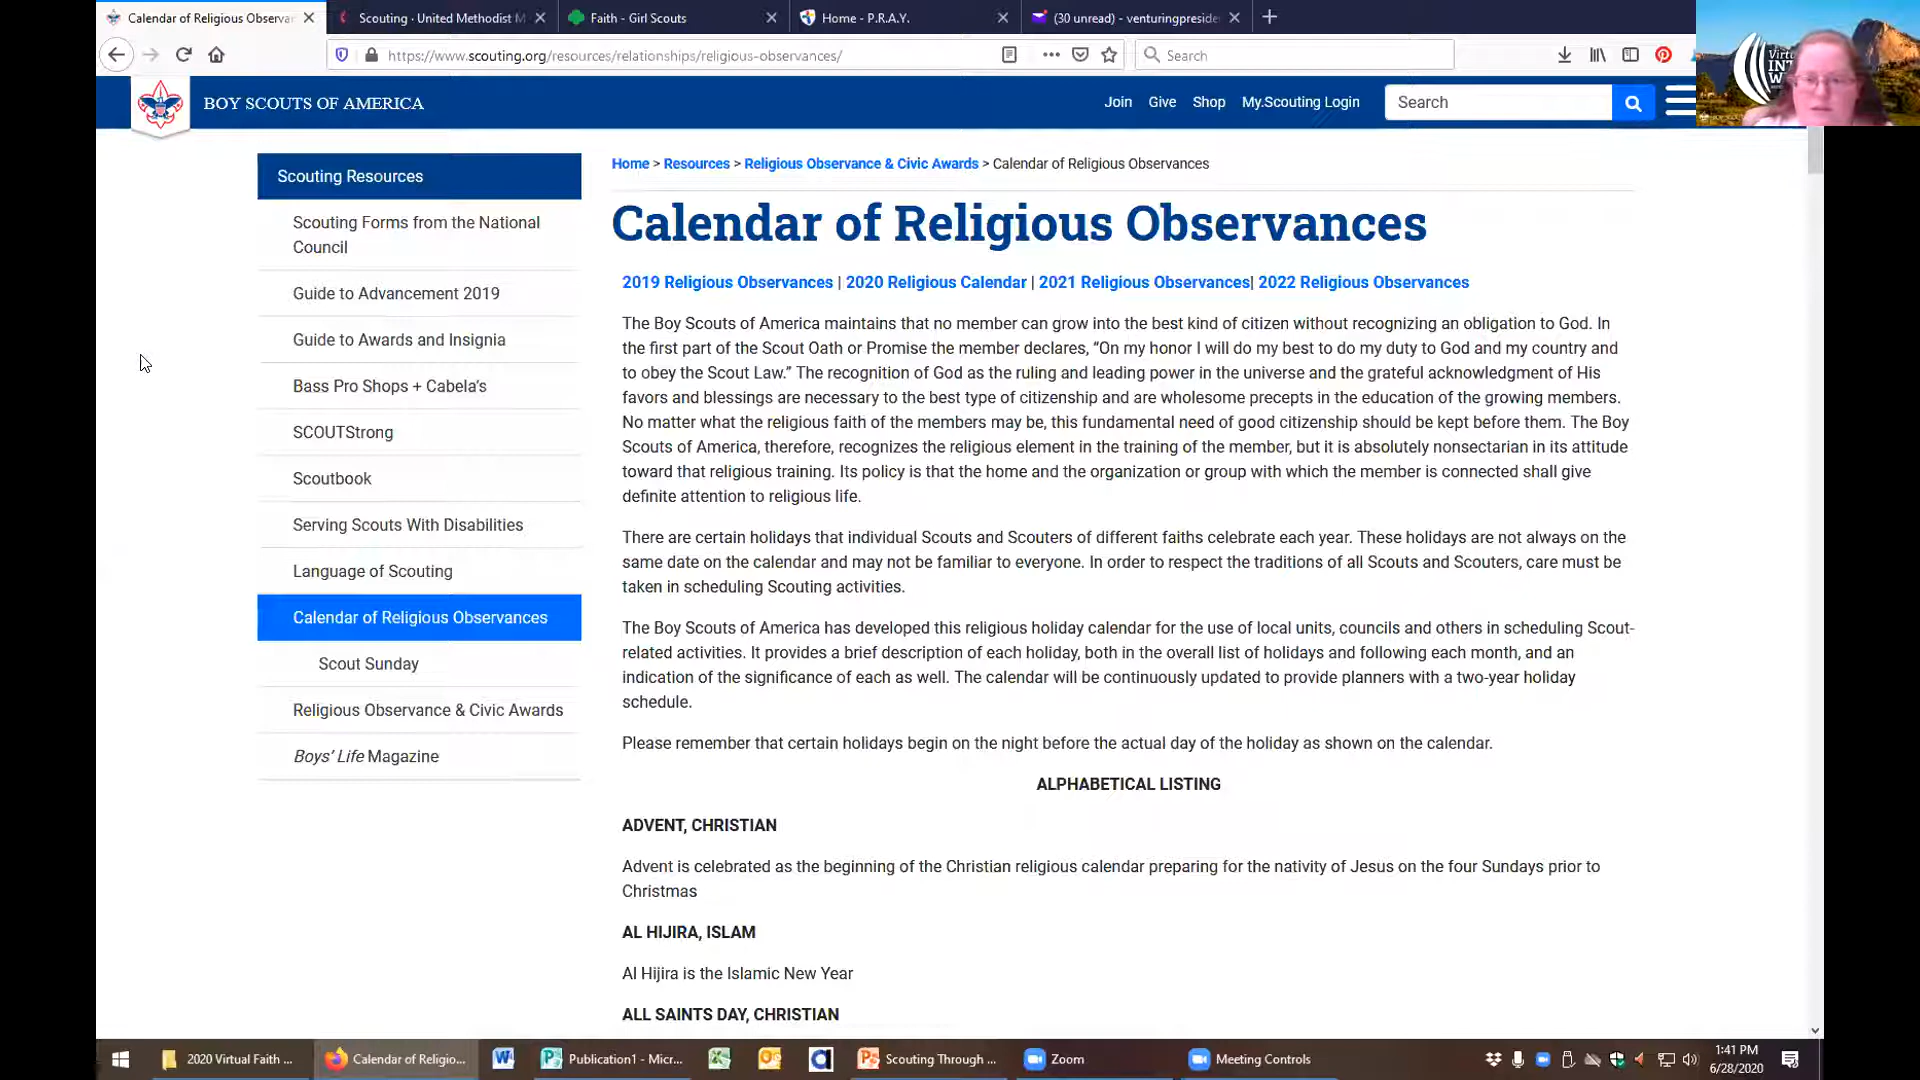 Calendar of Religious Observan
Scouting · United Methodist M
Faith - Girl Scouts
Home - P.R.A.Y.
(30 unread) - venturingpreside
https://www.scouting.org/resources/relationships/religious-observances/
Search
BOY SCOUTS OF AMERICA
Join
Give
Shop
My.Scouting Login
Search
Scouting Resources
Scouting Forms from the National
Council
Guide to Advancement 2019
Guide to Awards and Insignia
Bass Pro Shops + Cabela's
SCOUTStrong
Scoutbook
Serving Scouts With Disabilities
Language of Scouting
Calendar of Religious Observances
Scout Sunday
Religious Observance & Civic Awards
Boys' Life Magazine
Home > Resources > Religious Observance & Civic Awards > Calendar of Religious Observances
Calendar of Religious Observances
2019 Religious Observances | 2020 Religious Calendar | 2021 Religious Observances| 2022 Religious Observances
The Boy Scouts of America maintains that no member can grow into the best kind of citizen without recognizing an obligation to God. In
the first part of the Scout Oath or Promise the member declares, “On my honor I will do my best to do my duty to God and my country and
to obey the Scout Law.” The recognition of God as the ruling and leading power in the universe and the grateful acknowledgment of His
favors and blessings are necessary to the best type of citizenship and are wholesome precepts in the education of the growing members.
No matter what the religious faith of the members may be, this fundamental need of good citizenship should be kept before them. The Boy
Scouts of America, therefore, recognizes the religious element in the training of the member, but it is absolutely nonsectarian in its attitude
toward that religious training. Its policy is that the home and the organization or group with which the member is connected shall give
definite attention to religious life.
There are certain holidays that individual Scouts and Scouters of different faiths celebrate each year. These holidays are not always on the
same date on the calendar and may not be familiar to everyone. In order to respect the traditions of all Scouts and Scouters, care must be
taken in scheduling Scouting activities.
The Boy Scouts of America has developed this religious holiday calendar for the use of local units, councils and others in scheduling Scout-
related activities. It provides a brief description of each holiday, both in the overall list of holidays and following each month, and an
indication of the significance of each as well. The calendar will be continuously updated to provide planners with a two-year holiday
schedule.
Please remember that certain holidays begin on the night before the actual day of the holiday as shown on the calendar.
ALPHABETICAL LISTING
ADVENT, CHRISTIAN
Advent is celebrated as the beginning of the Christian religious calendar preparing for the nativity of Jesus on the four Sundays prior to
Christmas
AL HIJIRA, ISLAM
Al Hijira is the Islamic New Year
ALL SAINTS DAY, CHRISTIAN
2020 Virtual Faith ...
Calendar of Religio...
Publication1 - Micr...
Scouting Through ...
Zoom
Meeting Controls
1:41 PM
6/28/2020